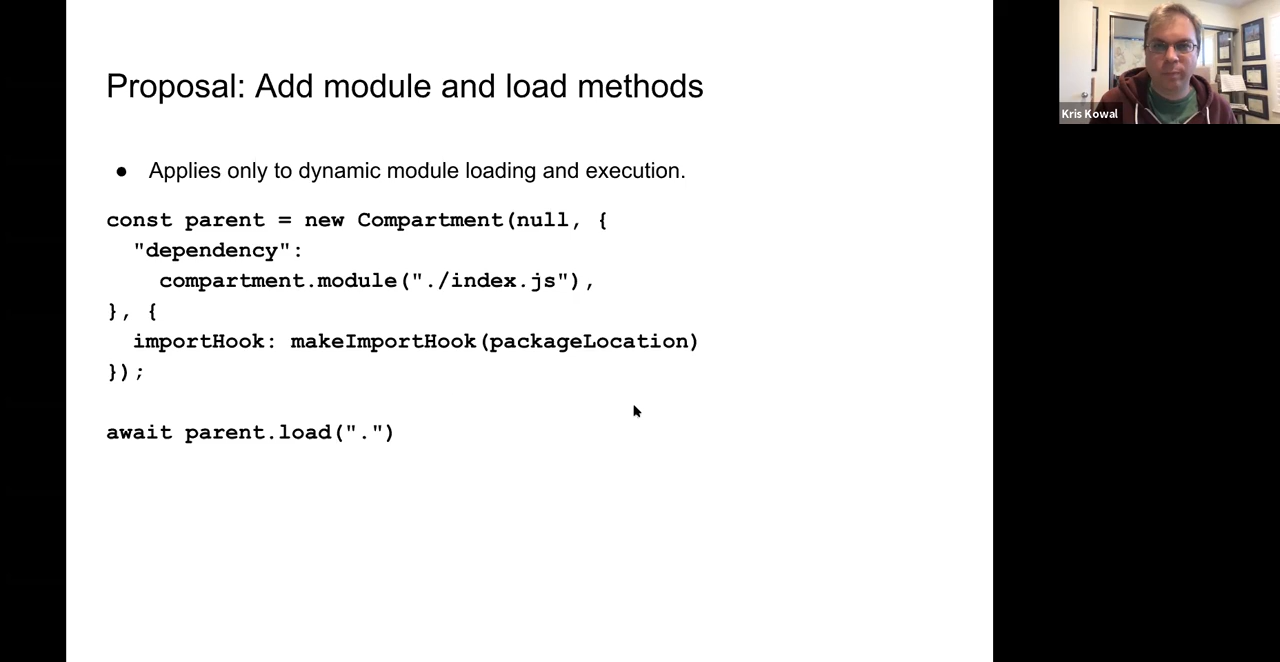 Proposal: Add module and load methods
● Applies only to dynamic module loading and execution.
const parent = new Compartment(null, {
  "dependency":
    compartment.module("./index.js"),
}, {
  importHook: makeImportHook(packageLocation)
});
await parent.load(".")
Kris Kowal